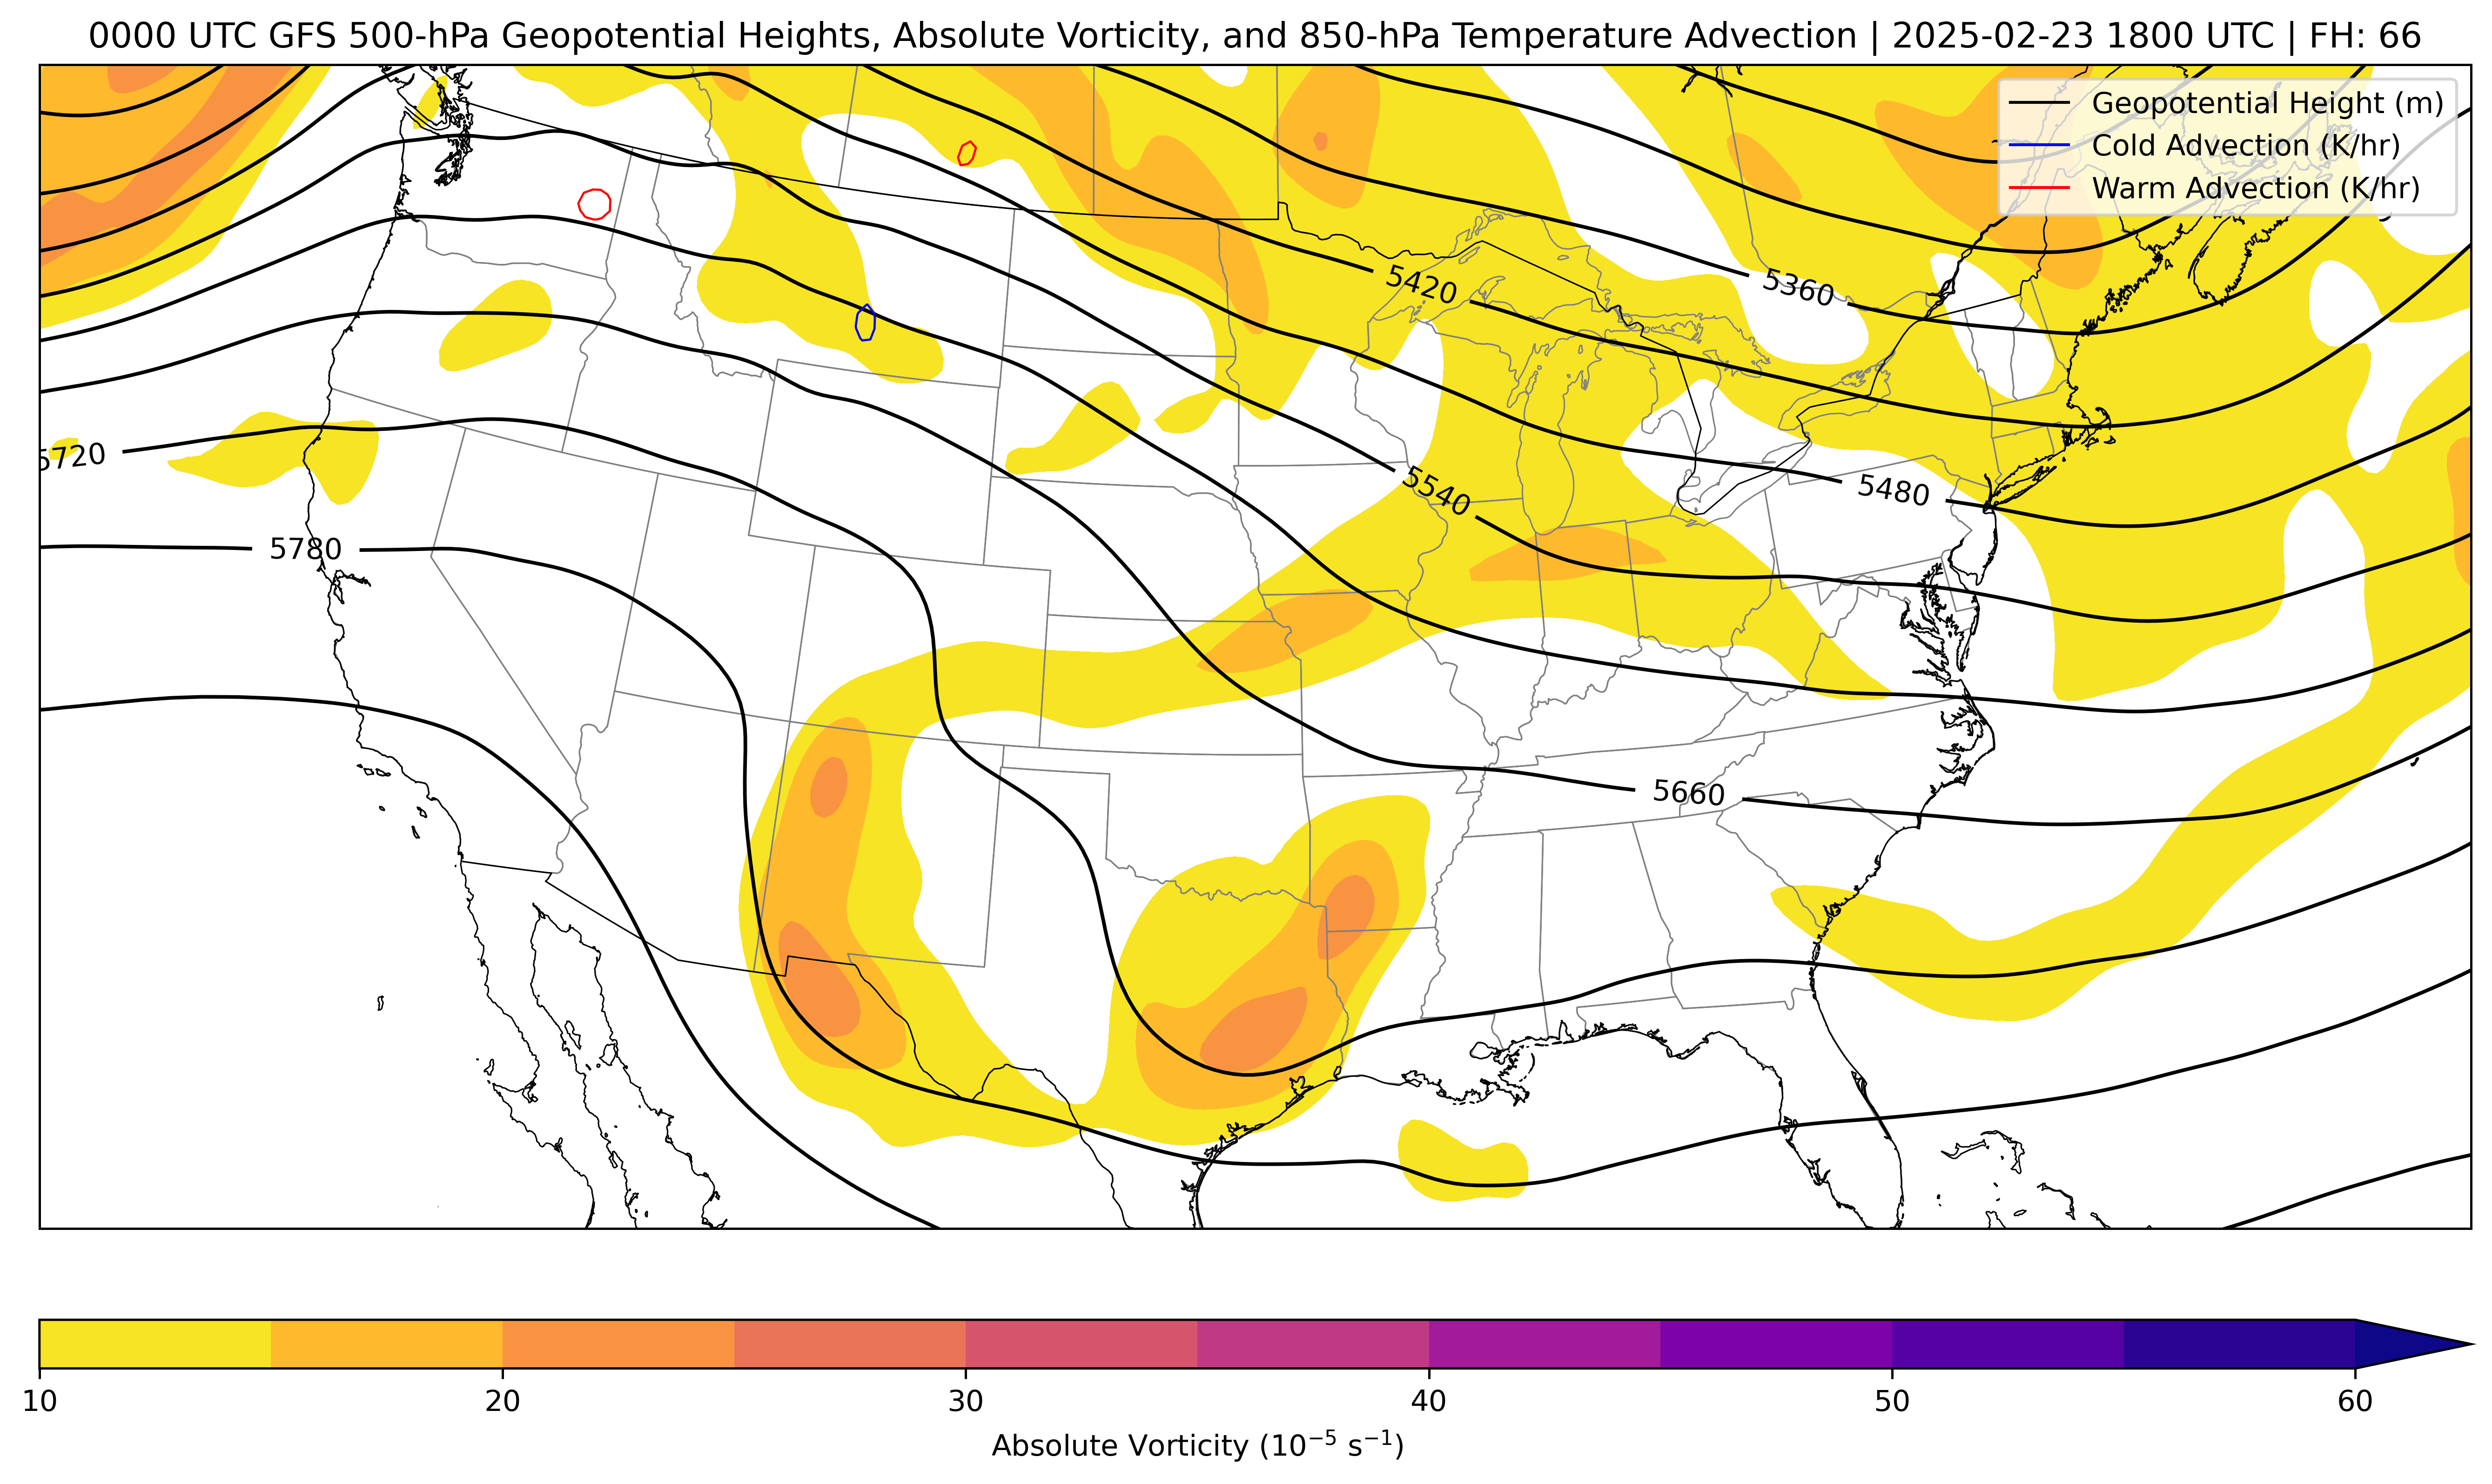 0000 UTC GFS 500-hPa Geopotential Heights, Absolute Vorticity, and 850-hPa Temperature Advection | 2025-02-23 1800 UTC | FH: 66
Geopotential Height (m)
Cold Advection (K/hr)
Warm Advection (K/hr)
5420
5360
5720
5540
5480
5780
5660
10
20
30
40
50
60
Absolute Vorticity (10⁻⁵ s⁻¹)